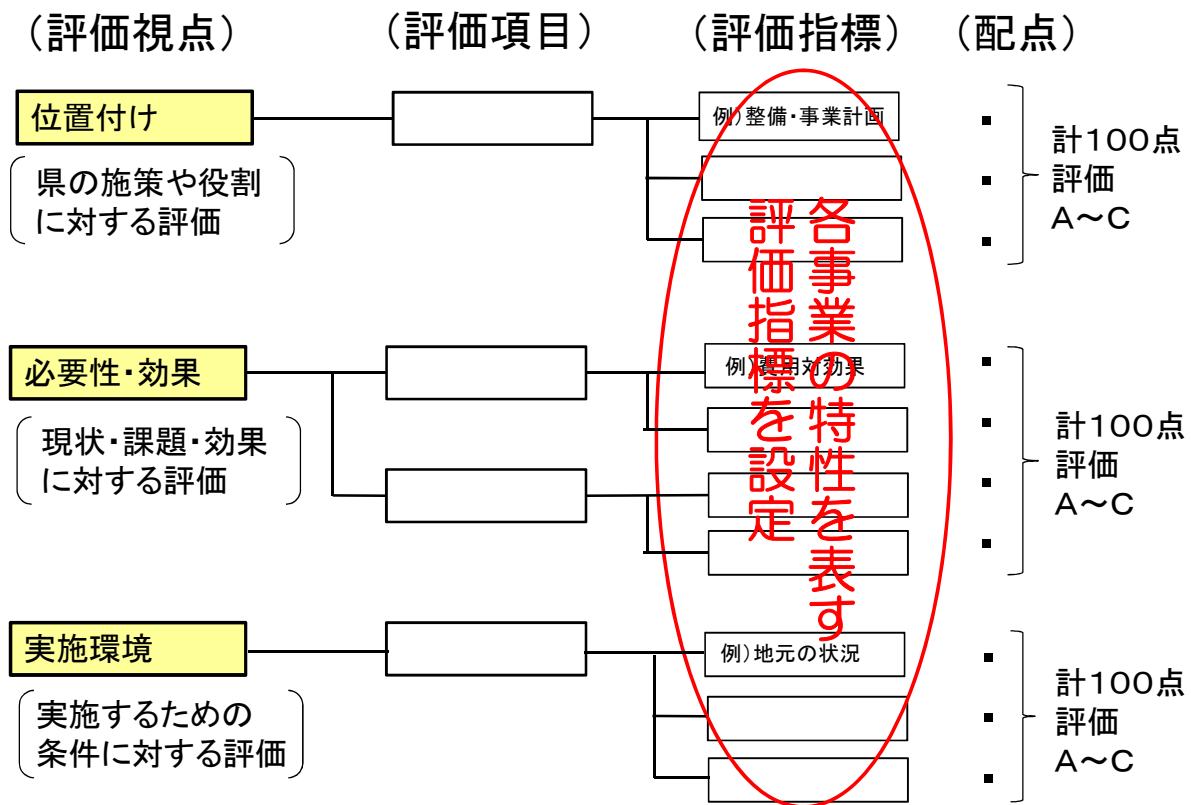 (評価視点)
(評価項目)
(評価指標)
(配点)
位置付け
県の施策や役割
に対する評価
例)整備・事業計画
計100点
評価
A～C
必要性・効果
現状・課題・効果
に対する評価
例)費用対効果
計100点
評価
A～C
実施環境
実施するための
条件に対する評価
例)地元の状況
計100点
評価
A～C
各事業の特性を表す
評価指標を設定